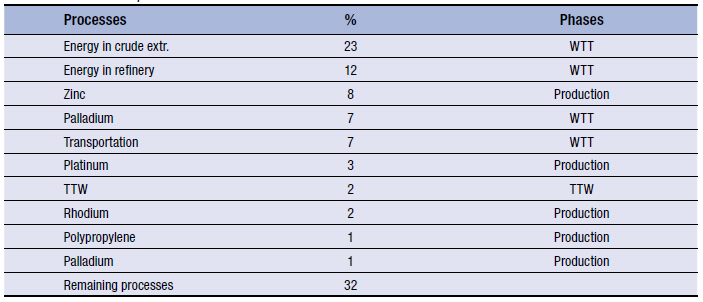 Processes % Phases
Energy in crude extr. 23 WTT
Energy in refinery 12 WTT
Zinc 8 Production
Palladium 7 WTT
Transportation 7 WTT
Platinum 3 Production
TTW 2 TTW
Rhodium 2 Production
Polypropylene 1 Production
Palladium 1 Production
Remaining processes 32